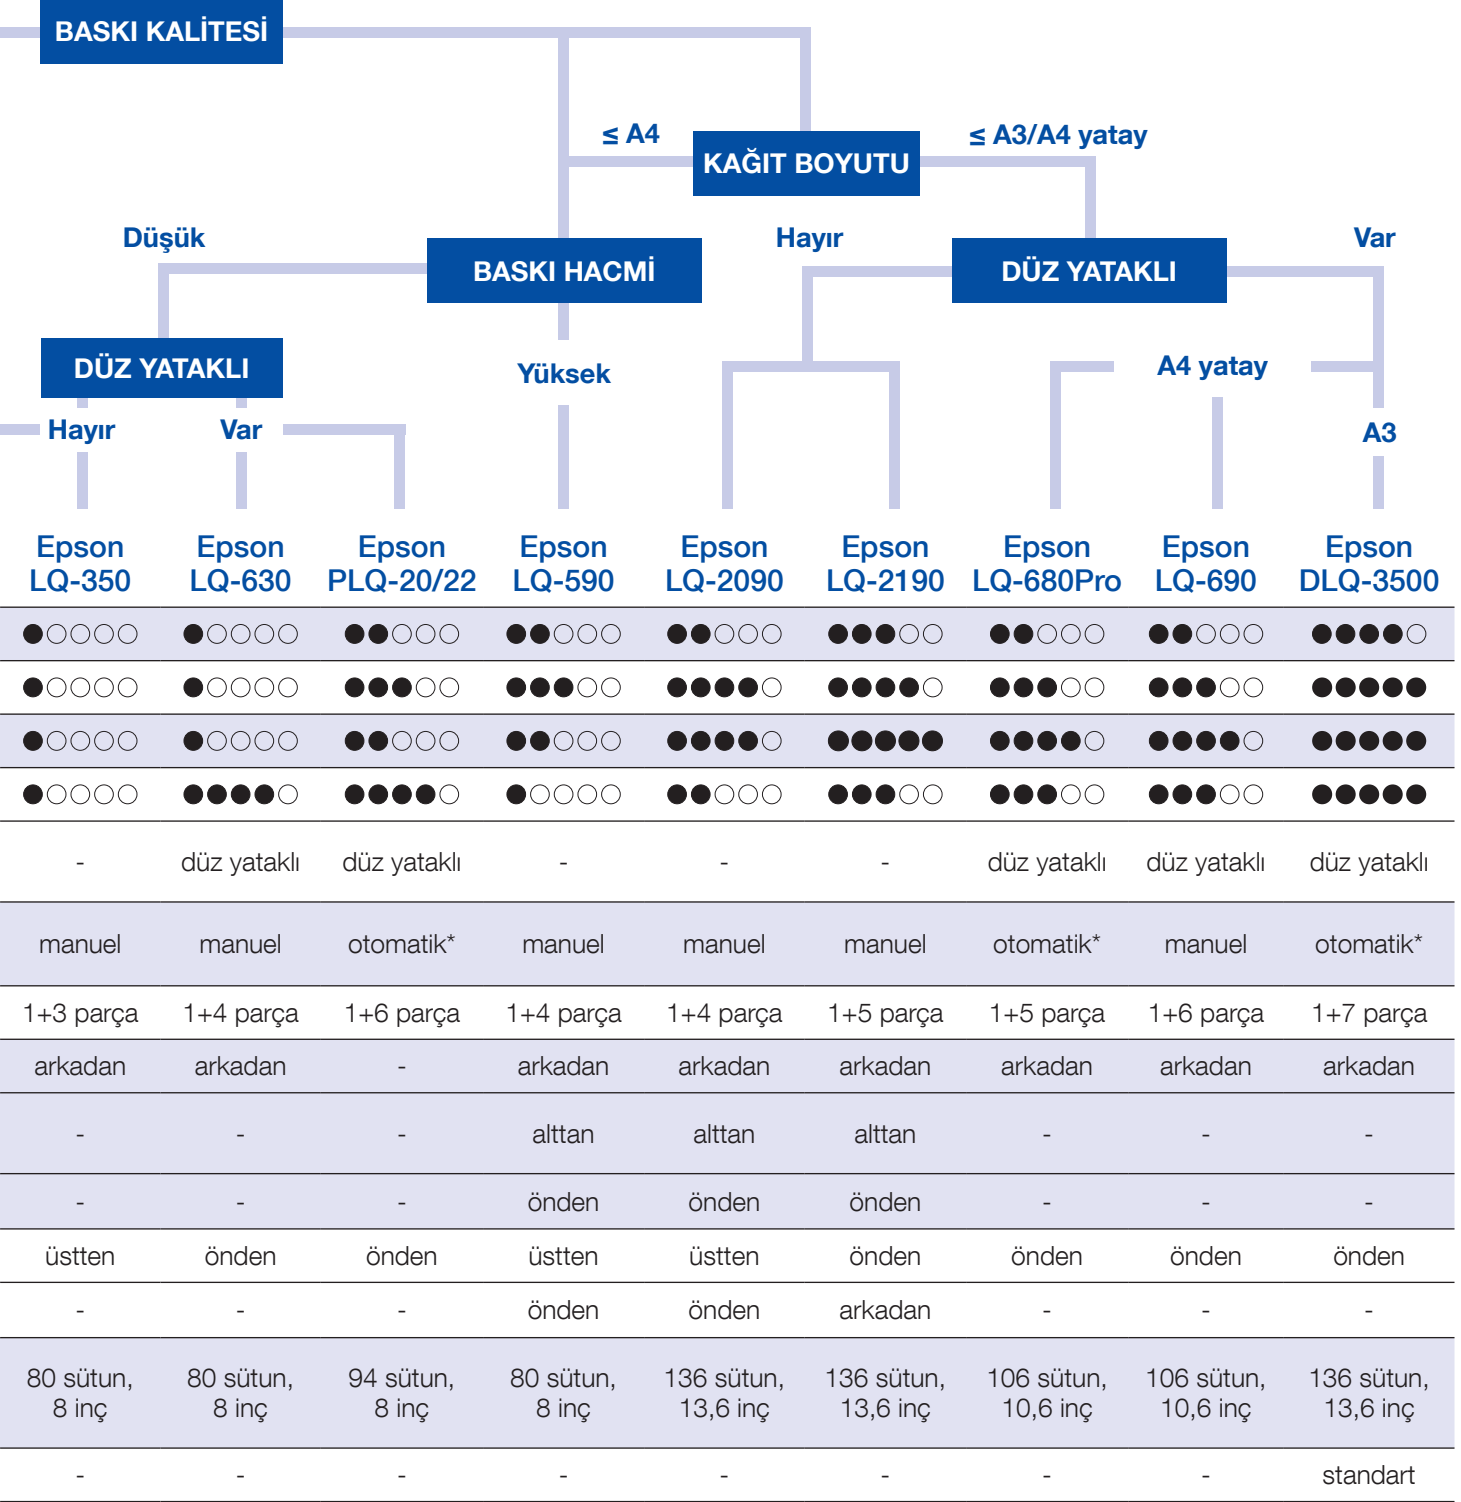 BASKI KALİTESİ
≤ A4
KAĞIT BOYUTU
≤ A3/A4 yatay
Düşük
BASKI HACMİ
Hayır
DÜZ YATAKLI
Var
DÜZ YATAKLI
Yüksek
A4 yatay
Hayır
Var
A3
Epson LQ-350
Epson LQ-630
Epson PLQ-20/22
Epson LQ-590
Epson LQ-2090
Epson LQ-2190
Epson LQ-680Pro
Epson LQ-690
Epson DLQ-3500
●○○○○ ●○○○○ ●●○○○ ●●○○○ ●●○○○ ●●●○○ ●●○○○ ●●○○○ ●●●●○
●○○○○ ●○○○○ ●●●○○ ●●●○○ ●●●●○ ●●●●○ ●●●○○ ●●●○○ ●●●●●
●○○○○ ●○○○○ ●●○○○ ●●○○○ ●●●●○ ●●●●● ●●●●○ ●●●●○ ●●●●●
●○○○○ ●●●●○ ●●●●○ ●○○○○ ●●○○○ ●●●○○ ●●●○○ ●●●○○ ●●●●●
- düz yataklı düz yataklı - - - düz yataklı düz yataklı düz yataklı
manuel manuel otomatik* manuel manuel manuel otomatik* manuel otomatik*
1+3 parça 1+4 parça 1+6 parça 1+4 parça 1+4 parça 1+5 parça 1+5 parça 1+6 parça 1+7 parça
arkadan arkadan - arkadan arkadan arkadan arkadan arkadan arkadan
- - - alttan alttan alttan - - -
- - - önden önden önden - - -
üstten önden önden üstten üstten önden önden önden önden
- - - önden önden arkadan - - -
80 sütun, 80 sütun, 94 sütun, 80 sütun, 136 sütun, 136 sütun, 106 sütun, 106 sütun, 136 sütun,
8 inç 8 inç 8 inç 8 inç 13,6 inç 13,6 inç 10,6 inç 10,6 inç 13,6 inç
- - - - - - - - standart